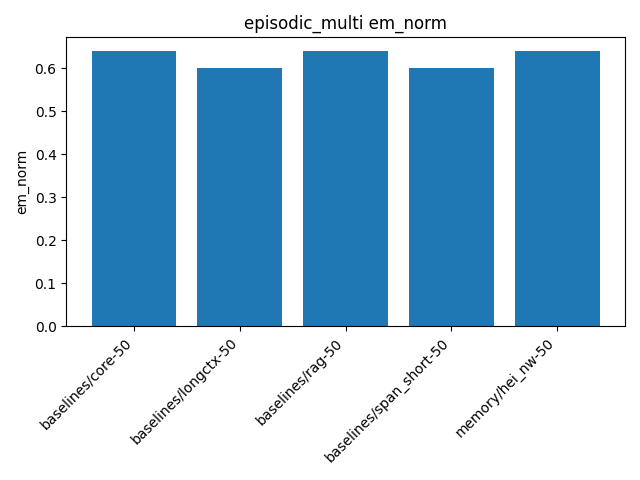 episodic_multi em_norm
em_norm
0.6
0.5
0.4
0.3
0.2
0.1
0.0
baselines/core-50
baselines/longctx-50
baselines/rag-50
baselines/span_short-50
memory/hei_nw-50